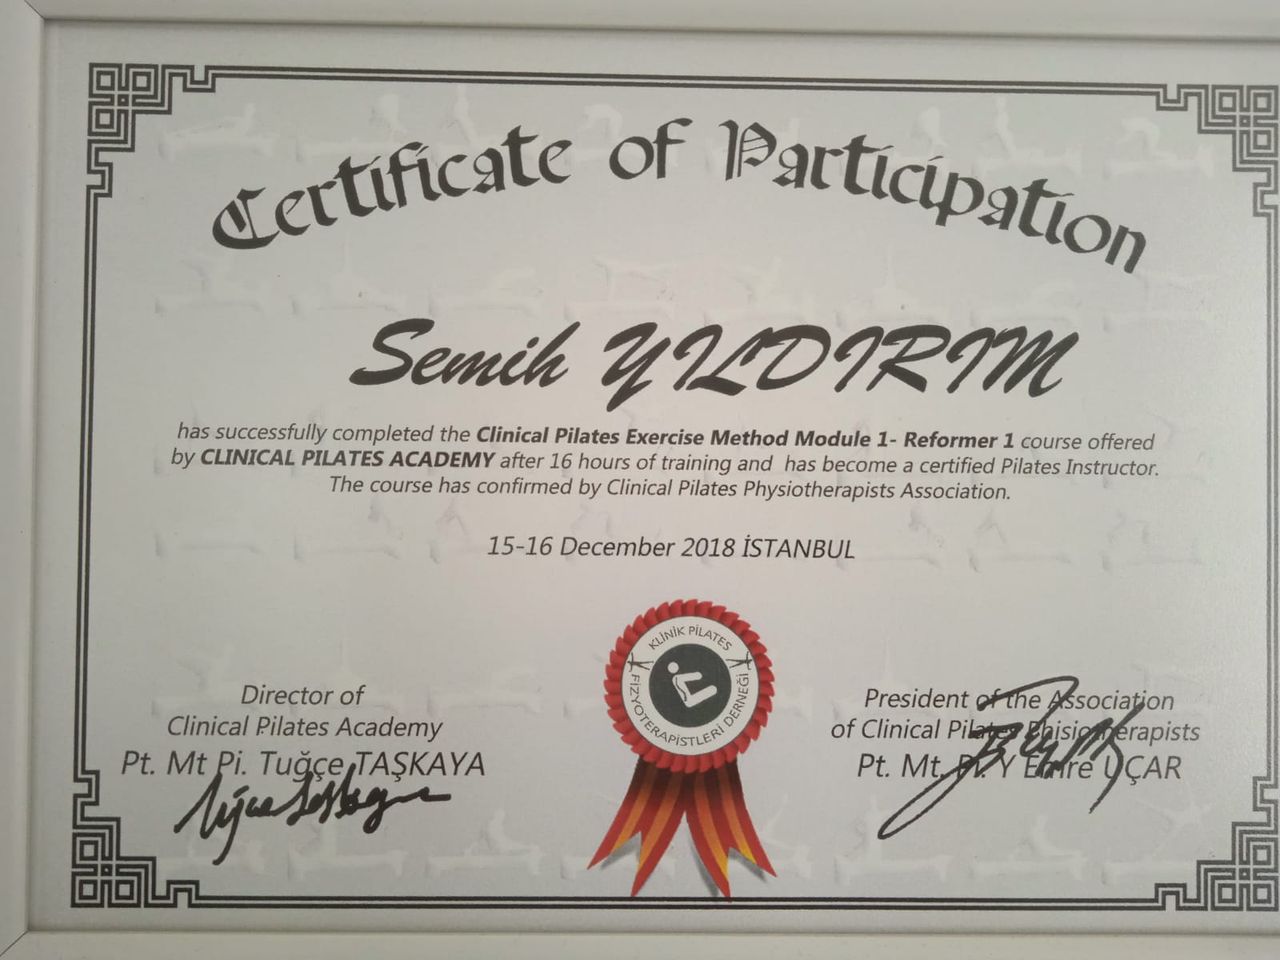 Certificate of Participation
Semih YILDIRIM
has successfully completed the Clinical Pilates Exercise Method Module 1- Reformer 1 course offered
by CLINICAL PILATES ACADEMY after 16 hours of training and has become a certified Pilates Instructor.
The course has confirmed by Clinical Pilates Physiotherapists Association.
15-16 December 2018 İSTANBUL
KLİNİK PİLATES
FİZYOTERAPİSTLERİ DERNEĞİ
Director of
Clinical Pilates Academy
Pt. Mt Pi. Tuğçe TAŞKAYA
President of the Association
of Clinical Pilates Phisiotherapists
Pt. Mt. Pi. Y Emre UÇAR